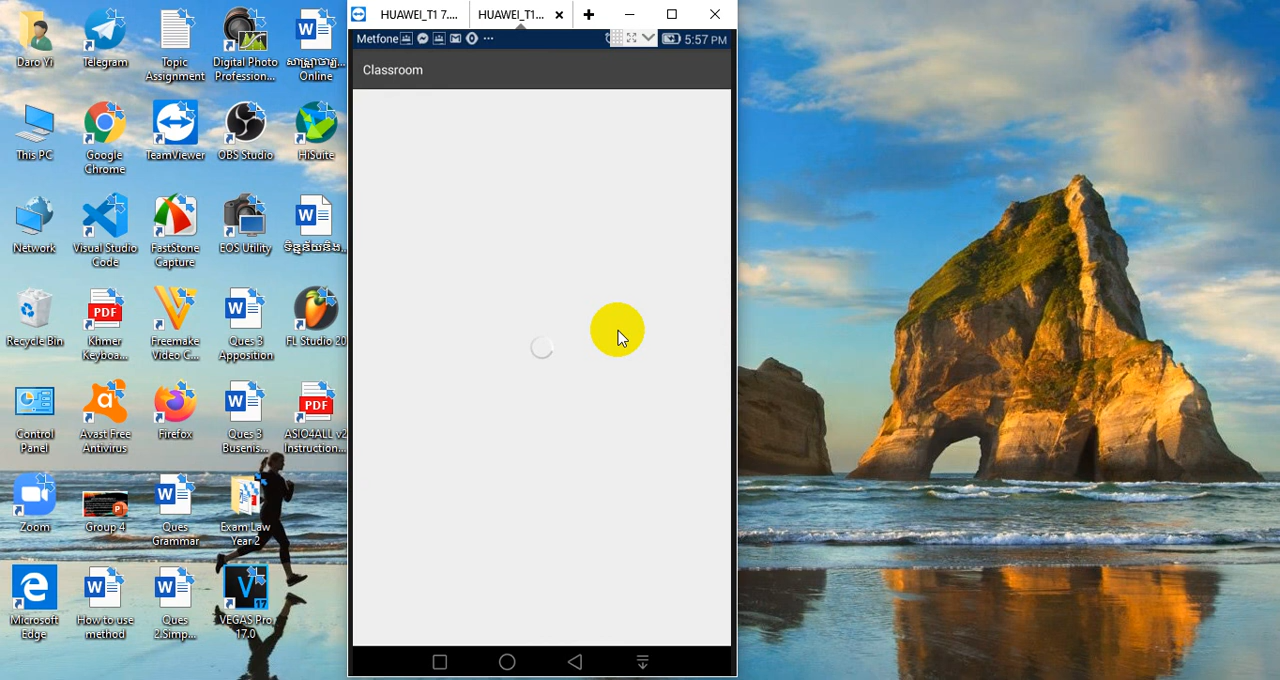 HUAWEI_T1 7....
HUAWEI_T1...
Metfone
5:57 PM
Classroom
Daro Yi
Telegram
Topic
Assignment
Digital Photo
Profession...
Online
This PC
Google
Chrome
TeamViewer
OBS Studio
HiSuite
Network
Visual Studio
Code
FastStone
Capture
EOS Utility
Recycle Bin
PDF
Khmer
Keyboa...
Freemake
Video C...
Ques 3
Apposition
FL Studio 20
Control
Panel
Avast Free
Antivirus
Firefox
Ques 3
Busenis...
PDF
ASIO4ALL v2
Instruction...
Zoom
Group 4
Ques
Grammar
Exam Law
Year 2
Microsoft
Edge
How to use
method
Ques
2.Simp...
17
VEGAS Pro
17.0